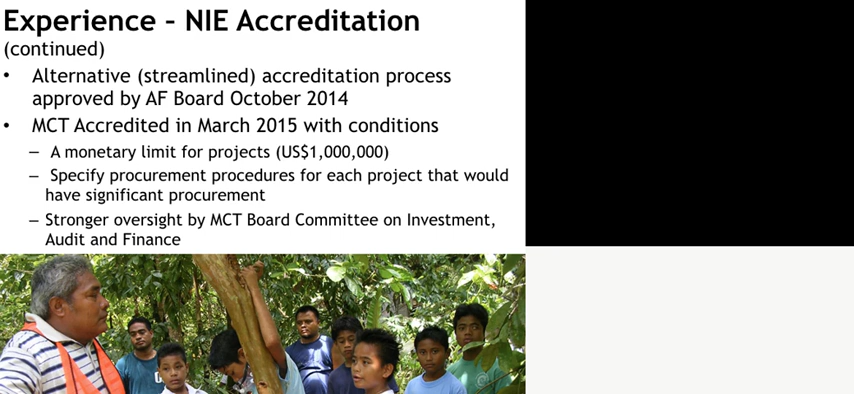 Experience – NIE Accreditation
(continued)
• Alternative (streamlined) accreditation process
approved by AF Board October 2014
• MCT Accredited in March 2015 with conditions
– A monetary limit for projects (US$1,000,000)
– Specify procurement procedures for each project that would
have significant procurement
– Stronger oversight by MCT Board Committee on Investment,
Audit and Finance